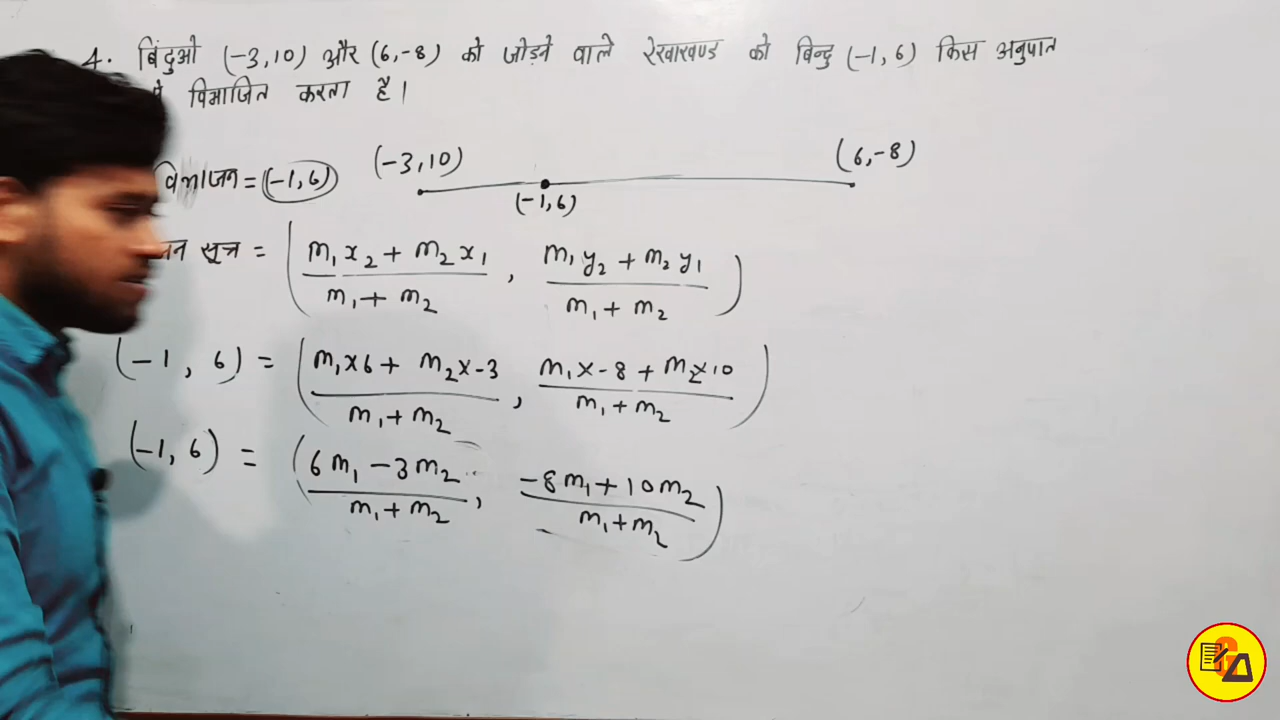 4. बिंदुओ (-3,10) और (6,-8) को जोड़ने वाले रेखाखण्ड को बिन्दु (-1,6) किस अनुपात
विभाजित करता है।
(-3,10) (6,-8)
विभाजन = (-1,6)
(-1,6)
सूत्र = ( m₁x₂ + m₂x₁ / m₁ + m₂ , m₁y₂ + m₂y₁ / m₁ + m₂ )
(-1, 6) = ( m₁×6 + m₂×-3 / m₁ + m₂ , m₁×-8 + m₂×10 / m₁ + m₂ )
(-1, 6) = ( 6m₁ - 3m₂ / m₁ + m₂ , -8m₁ + 10m₂ / m₁ + m₂ )